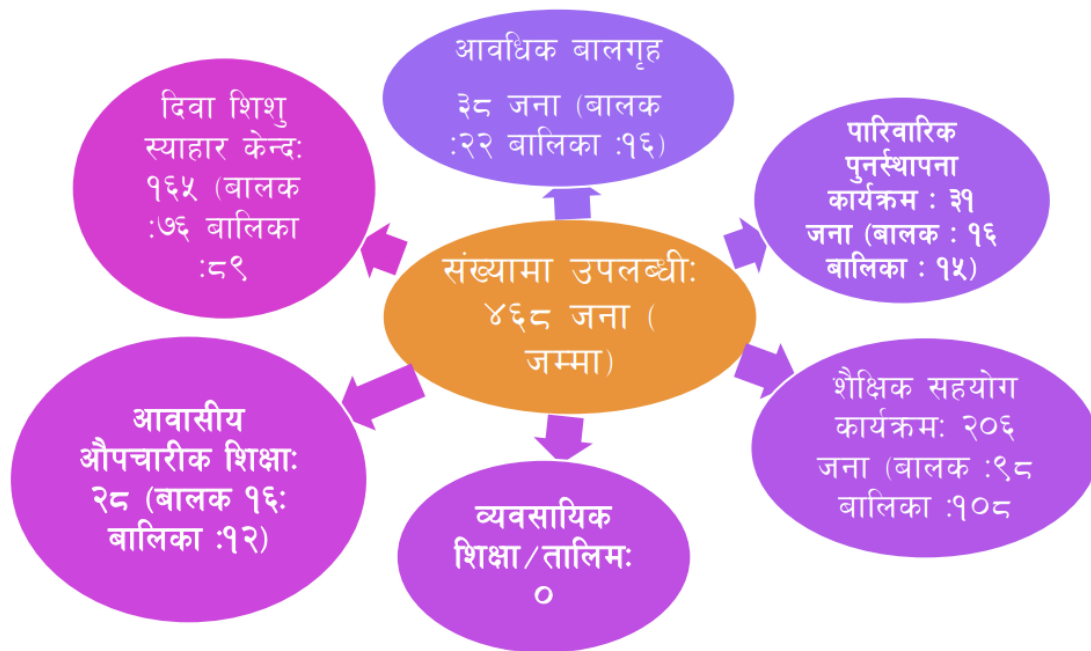 आवधिक बालगृह
३८ जना (बालक
:२२ बालिका :१६)
दिवा शिशु
स्याहार केन्द:
१६५ (बालक
:७६ बालिका
:८९
पारिवारिक
पुनर्स्थापना
कार्यक्रम : ३१
जना (बालक : १६
बालिका : १५)
संख्यामा उपलब्धी:
४६८ जना (
जम्मा)
आवासीय
औपचारीक शिक्षा:
२८ (बालक १६:
बालिका :१२)
व्यवसायिक
शिक्षा/तालिम:
०
शैक्षिक सहयोग
कार्यक्रम: २०६
जना (बालक :९८
बालिका :१०८